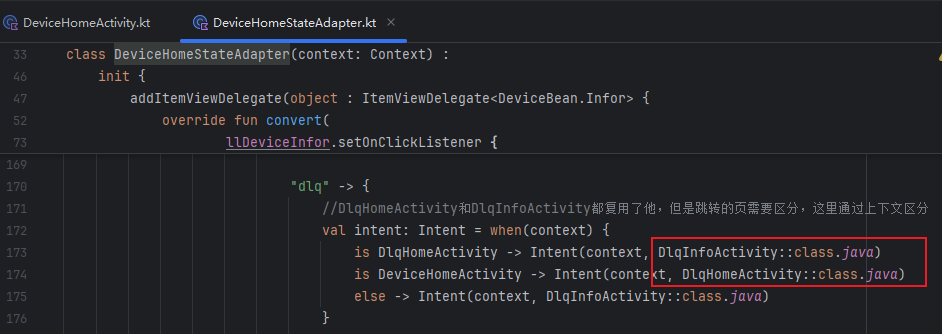 DeviceHomeActivity.kt DeviceHomeStateAdapter.kt
33 class DeviceHomeStateAdapter(context: Context) :
46 init {
47 addItemViewDelegate(object : ItemViewDelegate<DeviceBean.Infor> {
52 override fun convert(
73 llDeviceInfor.setOnClickListener {
169
170 "dlq" -> {
171 //DlqHomeActivity和DlqInfoActivity都复用了他，但是跳转的页需要区分，这里通过上下文区分
172 val intent: Intent = when(context) {
173 is DlqHomeActivity -> Intent(context, DlqInfoActivity::class.java)
174 is DeviceHomeActivity -> Intent(context, DlqHomeActivity::class.java)
175 else -> Intent(context, DlqInfoActivity::class.java)
176 }